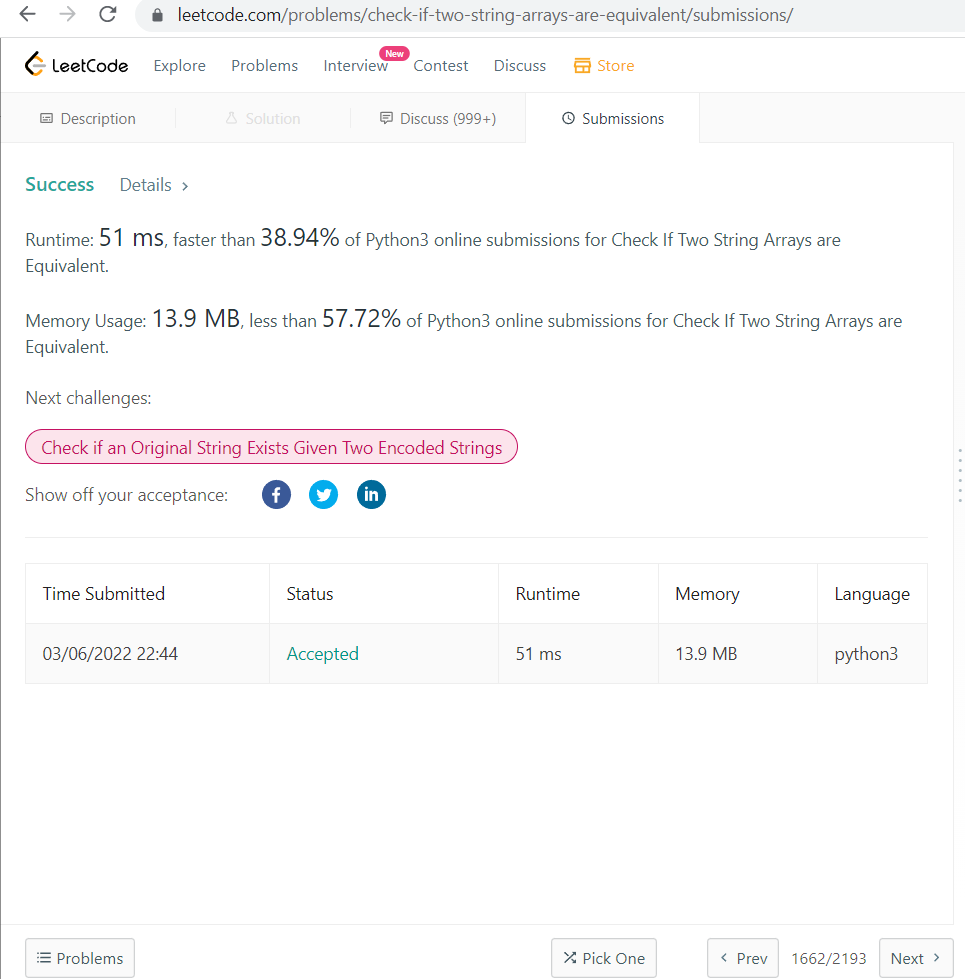 leetcode.com/problems/check-if-two-string-arrays-are-equivalent/submissions/
LeetCode Explore Problems Interview New Contest Discuss Store
Description Solution Discuss (999+) Submissions
Success Details >
Runtime: 51 ms, faster than 38.94% of Python3 online submissions for Check If Two String Arrays are
Equivalent.
Memory Usage: 13.9 MB, less than 57.72% of Python3 online submissions for Check If Two String Arrays are
Equivalent.
Next challenges:
Check if an Original String Exists Given Two Encoded Strings
Show off your acceptance: f in
Time Submitted Status Runtime Memory Language
03/06/2022 22:44 Accepted 51 ms 13.9 MB python3
Problems Pick One < Prev 1662/2193 Next >